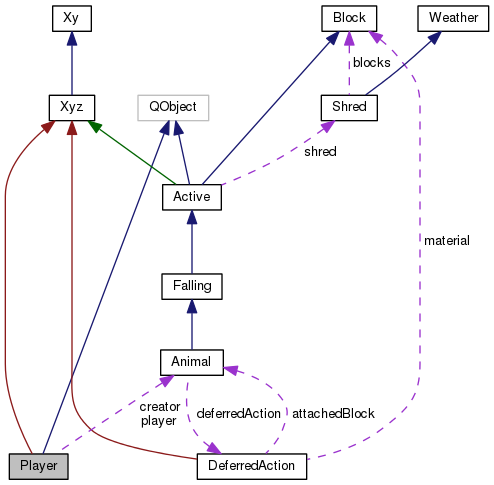 Xy
Block
Weather
blocks
Xyz
QObject
Shred
shred
Active
material
Falling
Animal
creator
player
deferredAction
attachedBlock
Player
DeferredAction